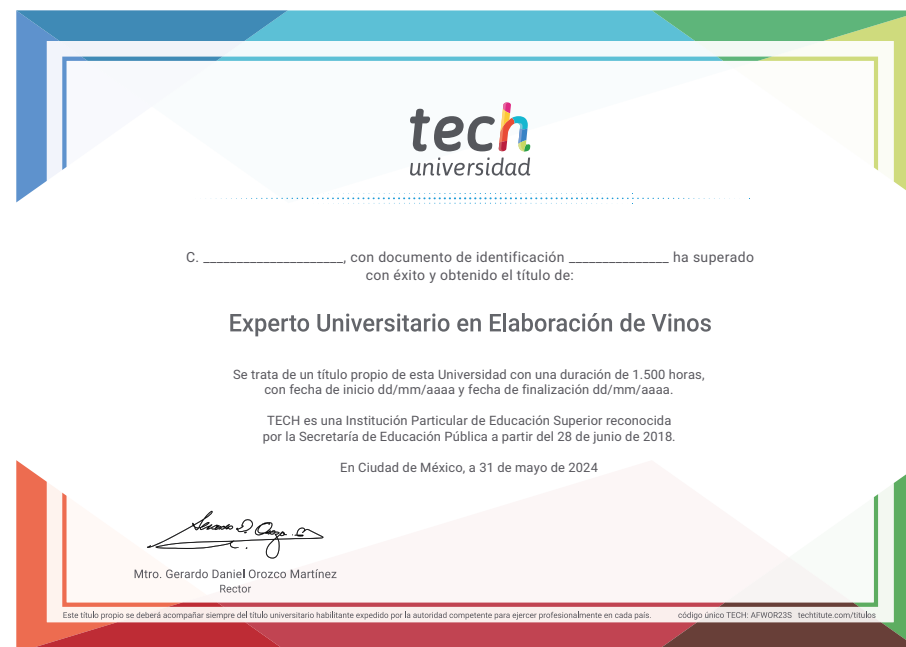 tech
universidad
C. _____________________, con documento de identificación _______________ ha superado
con éxito y obtenido el título de:
Experto Universitario en Elaboración de Vinos
Se trata de un título propio de esta Universidad con una duración de 1.500 horas,
con fecha de inicio dd/mm/aaaa y fecha de finalización dd/mm/aaaa.
TECH es una Institución Particular de Educación Superior reconocida
por la Secretaría de Educación Pública a partir del 28 de junio de 2018.
En Ciudad de México, a 31 de mayo de 2024
Mtro. Gerardo Daniel Orozco Martínez
Rector
Este título propio se deberá acompañar siempre del título universitario habilitante expedido por la autoridad competente para ejercer profesionalmente en cada país. código único TECH: AFWOR23S techtitute.com/titulos